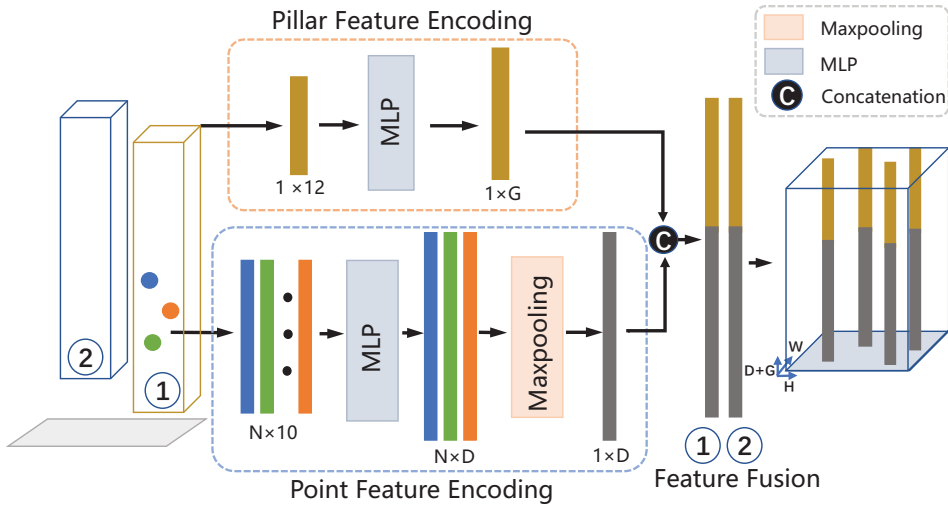 Pillar Feature Encoding
Maxpooling
MLP
C Concatenation
MLP
1 ×12
1×G
2
1
C
MLP
Maxpooling
N×10
N×D
1×D
W
D+G
H
1 2
Feature Fusion
Point Feature Encoding